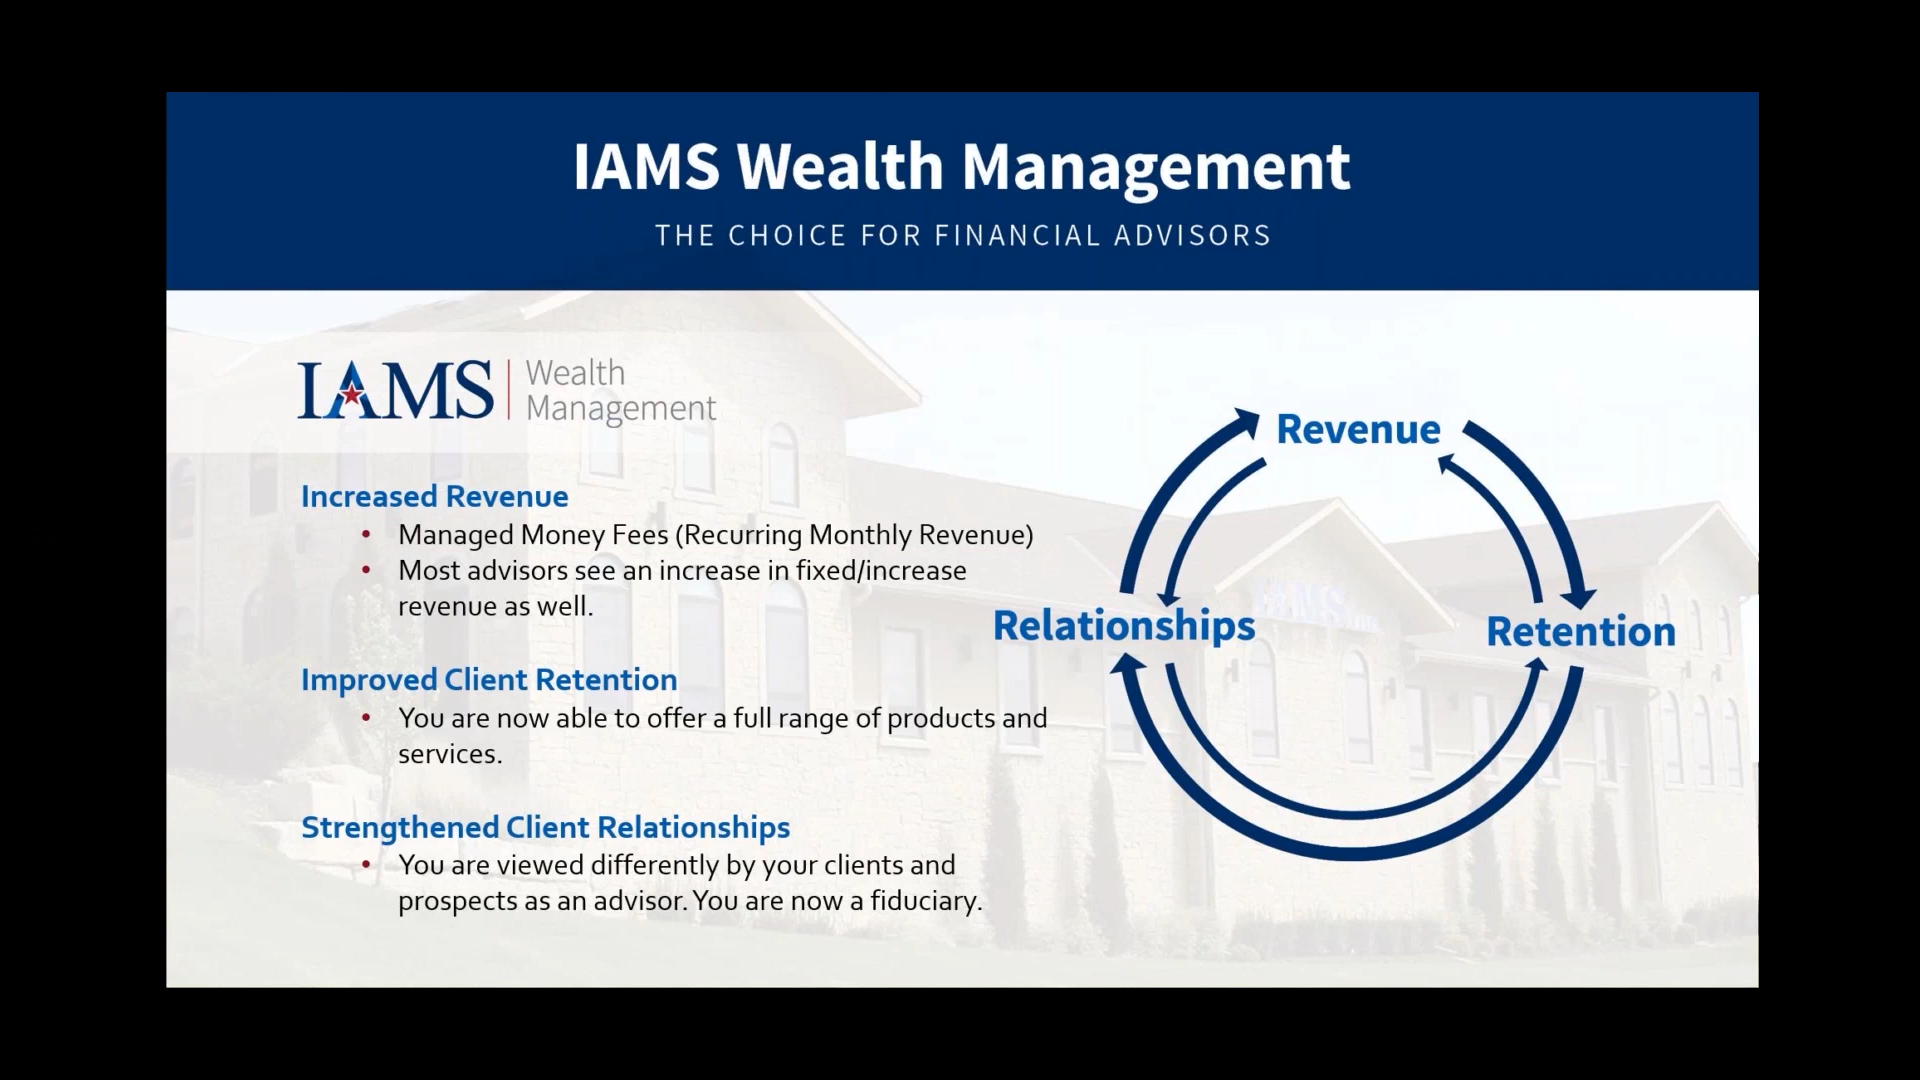 IAMS Wealth Management
THE CHOICE FOR FINANCIAL ADVISORS
IAMS
Wealth
Management
Increased Revenue
• Managed Money Fees (Recurring Monthly Revenue)
• Most advisors see an increase in fixed/increase
revenue as well.
Improved Client Retention
• You are now able to offer a full range of products and
services.
Strengthened Client Relationships
• You are viewed differently by your clients and
prospects as an advisor. You are now a fiduciary.
Revenue
Relationships
Retention
IAMS